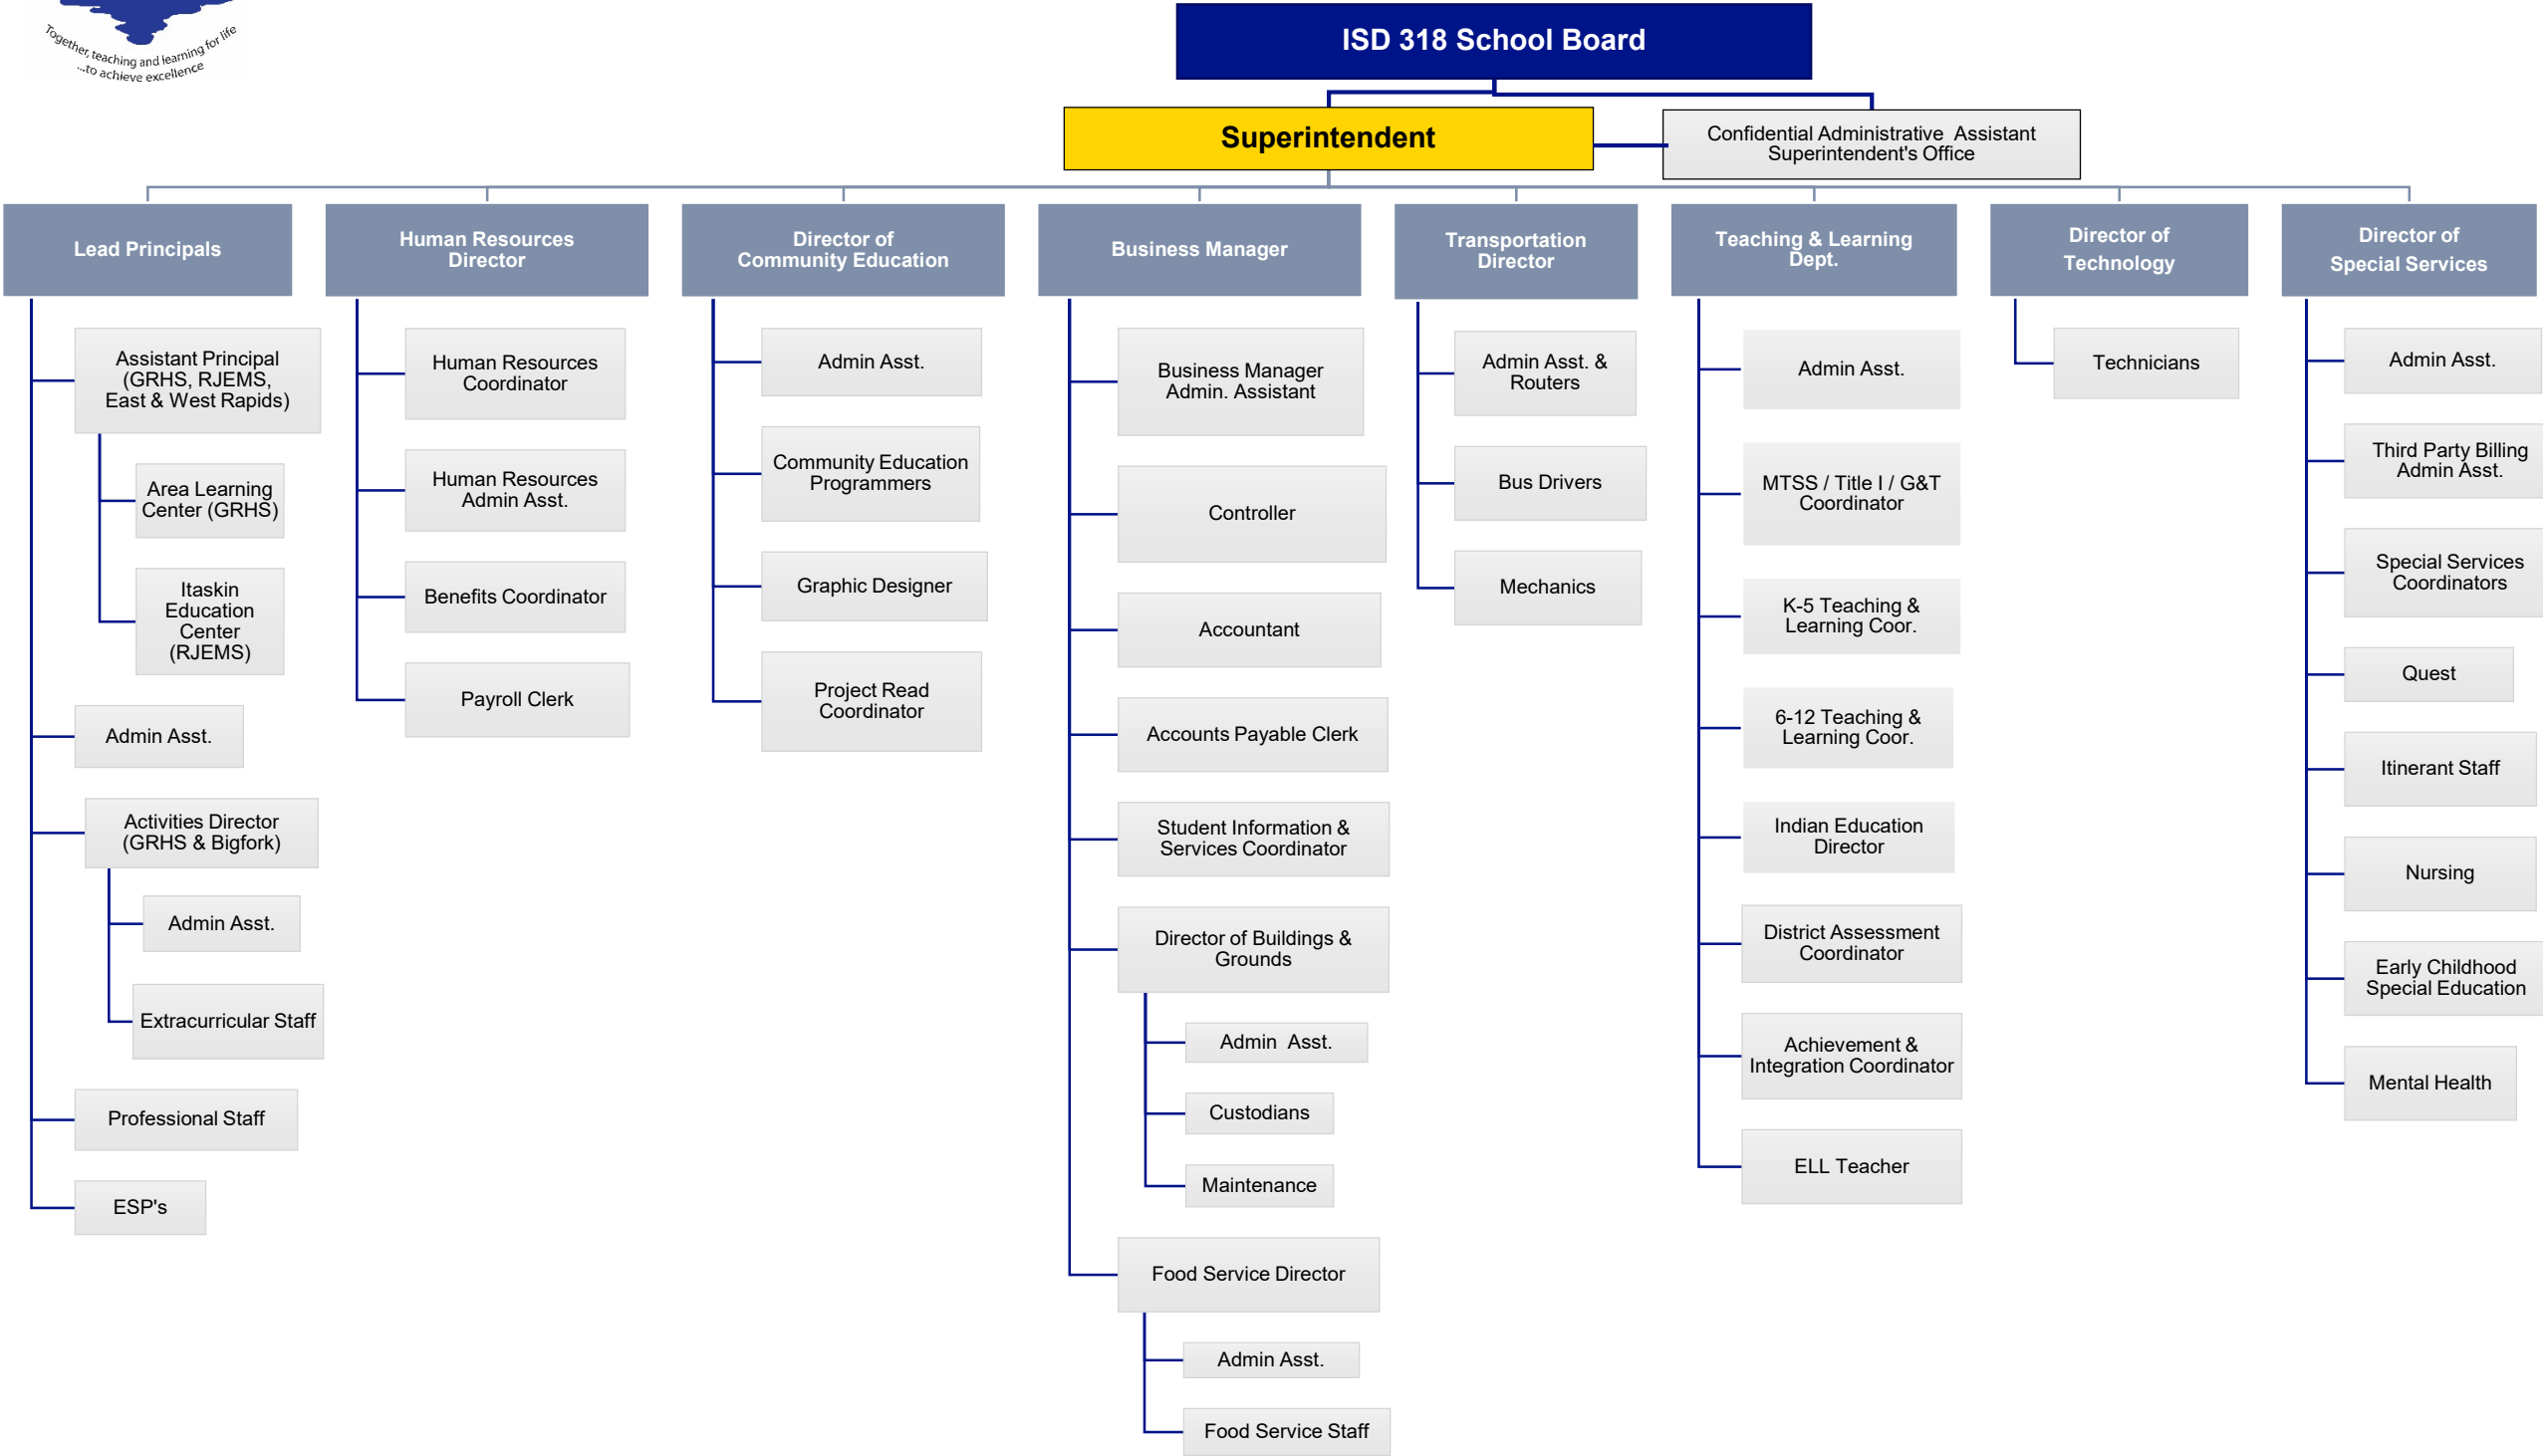 Together, teaching and learning for life
...to achieve excellence
ISD 318 School Board
Superintendent
Confidential Administrative  Assistant
Superintendent's Office
Lead Principals
Assistant Principal
(GRHS, RJEMS,
East & West Rapids)
Area Learning
Center (GRHS)
Itaskin
Education
Center
(RJEMS)
Admin Asst.
Activities Director
(GRHS & Bigfork)
Admin Asst.
Extracurricular Staff
Professional Staff
ESP's
Human Resources
Director
Human Resources
Coordinator
Human Resources
Admin Asst.
Benefits Coordinator
Payroll Clerk
Director of
Community Education
Admin Asst.
Community Education
Programmers
Graphic Designer
Project Read
Coordinator
Business Manager
Business Manager
Admin. Assistant
Controller
Accountant
Accounts Payable Clerk
Student Information &
Services Coordinator
Director of Buildings &
Grounds
Admin  Asst.
Custodians
Maintenance
Food Service Director
Admin Asst.
Food Service Staff
Transportation
Director
Admin Asst. &
Routers
Bus Drivers
Mechanics
Teaching & Learning
Dept.
Admin Asst.
MTSS / Title I / G&T
Coordinator
K-5 Teaching &
Learning Coor.
6-12 Teaching &
Learning Coor.
Indian Education
Director
District Assessment
Coordinator
Achievement &
Integration Coordinator
ELL Teacher
Director of
Technology
Technicians
Director of
Special Services
Admin Asst.
Third Party Billing
Admin Asst.
Special Services
Coordinators
Quest
Itinerant Staff
Nursing
Early Childhood
Special Education
Mental Health